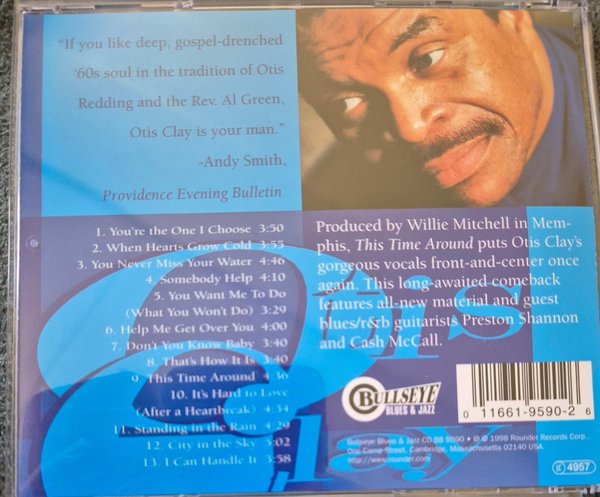 “If you like deep, gospel-drenched
’60s soul in the tradition of Otis
Redding and the Rev. Al Green,
Otis Clay is your man.”
-Andy Smith,
Providence Evening Bulletin
1. You're the One I Choose 3:50
2. When Hearts Grow Cold 3:55
3. You Never Miss Your Water 4:46
4. Somebody Help 4:10
5. You Want Me To Do
(What You Won't Do) 3:29
6. Help Me Get Over You 4:00
7. Don't You Know Baby 3:40
8. That's How It Is 3:40
9. This Time Around 4:36
10. It's Hard to Love
(After a Heartbreak) 4:34
11. Standing in the Rain 4:29
12. City in the Sky 5:02
13. I Can Handle It 3:58
Produced by Willie Mitchell in Mem-
phis, This Time Around puts Otis Clay's
gorgeous vocals front-and-center once
again. This long-awaited comeback
features all-new material and guest
blues/r&b guitarists Preston Shannon
and Cash McCall.
Otis
Clay
BULLSEYE
BLUES & JAZZ
0 11661-9590-2 6
Bullseye Blues & Jazz CD BB 9590 • ℗ © 1998 Rounder Records Corp.,
One Camp Street, Cambridge, Massachusetts 02140 USA.
http://www.rounder.com
4957